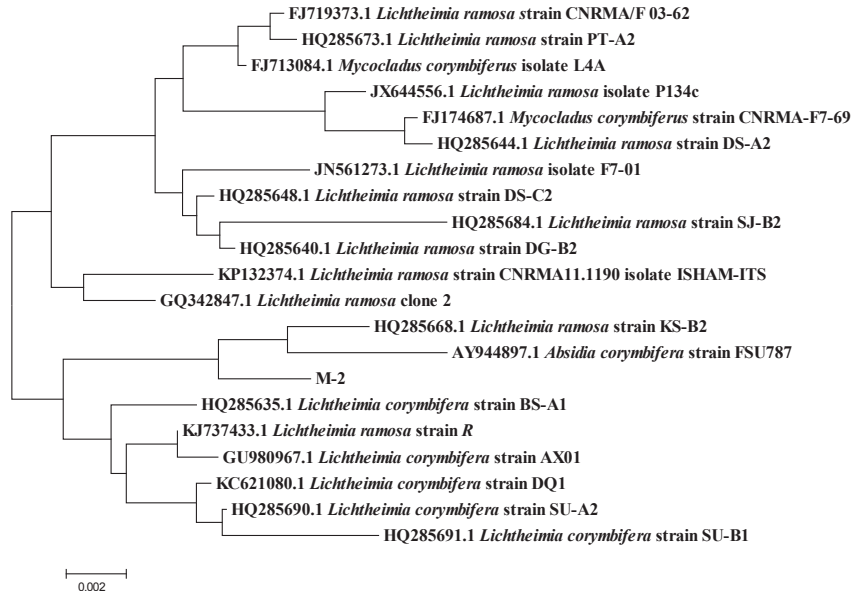 FJ719373.1 Lichtheimia ramosa strain CNRMA/F 03-62
HQ285673.1 Lichtheimia ramosa strain PT-A2
FJ713084.1 Mycocladus corymbiferus isolate L4A
JX644556.1 Lichtheimia ramosa isolate P134c
FJ174687.1 Mycocladus corymbiferus strain CNRMA-F7-69
HQ285644.1 Lichtheimia ramosa strain DS-A2
JN561273.1 Lichtheimia ramosa isolate F7-01
HQ285648.1 Lichtheimia ramosa strain DS-C2
HQ285684.1 Lichtheimia ramosa strain SJ-B2
HQ285640.1 Lichtheimia ramosa strain DG-B2
KP132374.1 Lichtheimia ramosa strain CNRMA11.1190 isolate ISHAM-ITS
GQ342847.1 Lichtheimia ramosa clone 2
HQ285668.1 Lichtheimia ramosa strain KS-B2
AY944897.1 Absidia corymbifera strain FSU787
M-2
HQ285635.1 Lichtheimia corymbifera strain BS-A1
KJ737433.1 Lichtheimia ramosa strain R
GU980967.1 Lichtheimia corymbifera strain AX01
KC621080.1 Lichtheimia corymbifera strain DQ1
HQ285690.1 Lichtheimia corymbifera strain SU-A2
HQ285691.1 Lichtheimia corymbifera strain SU-B1
0.002